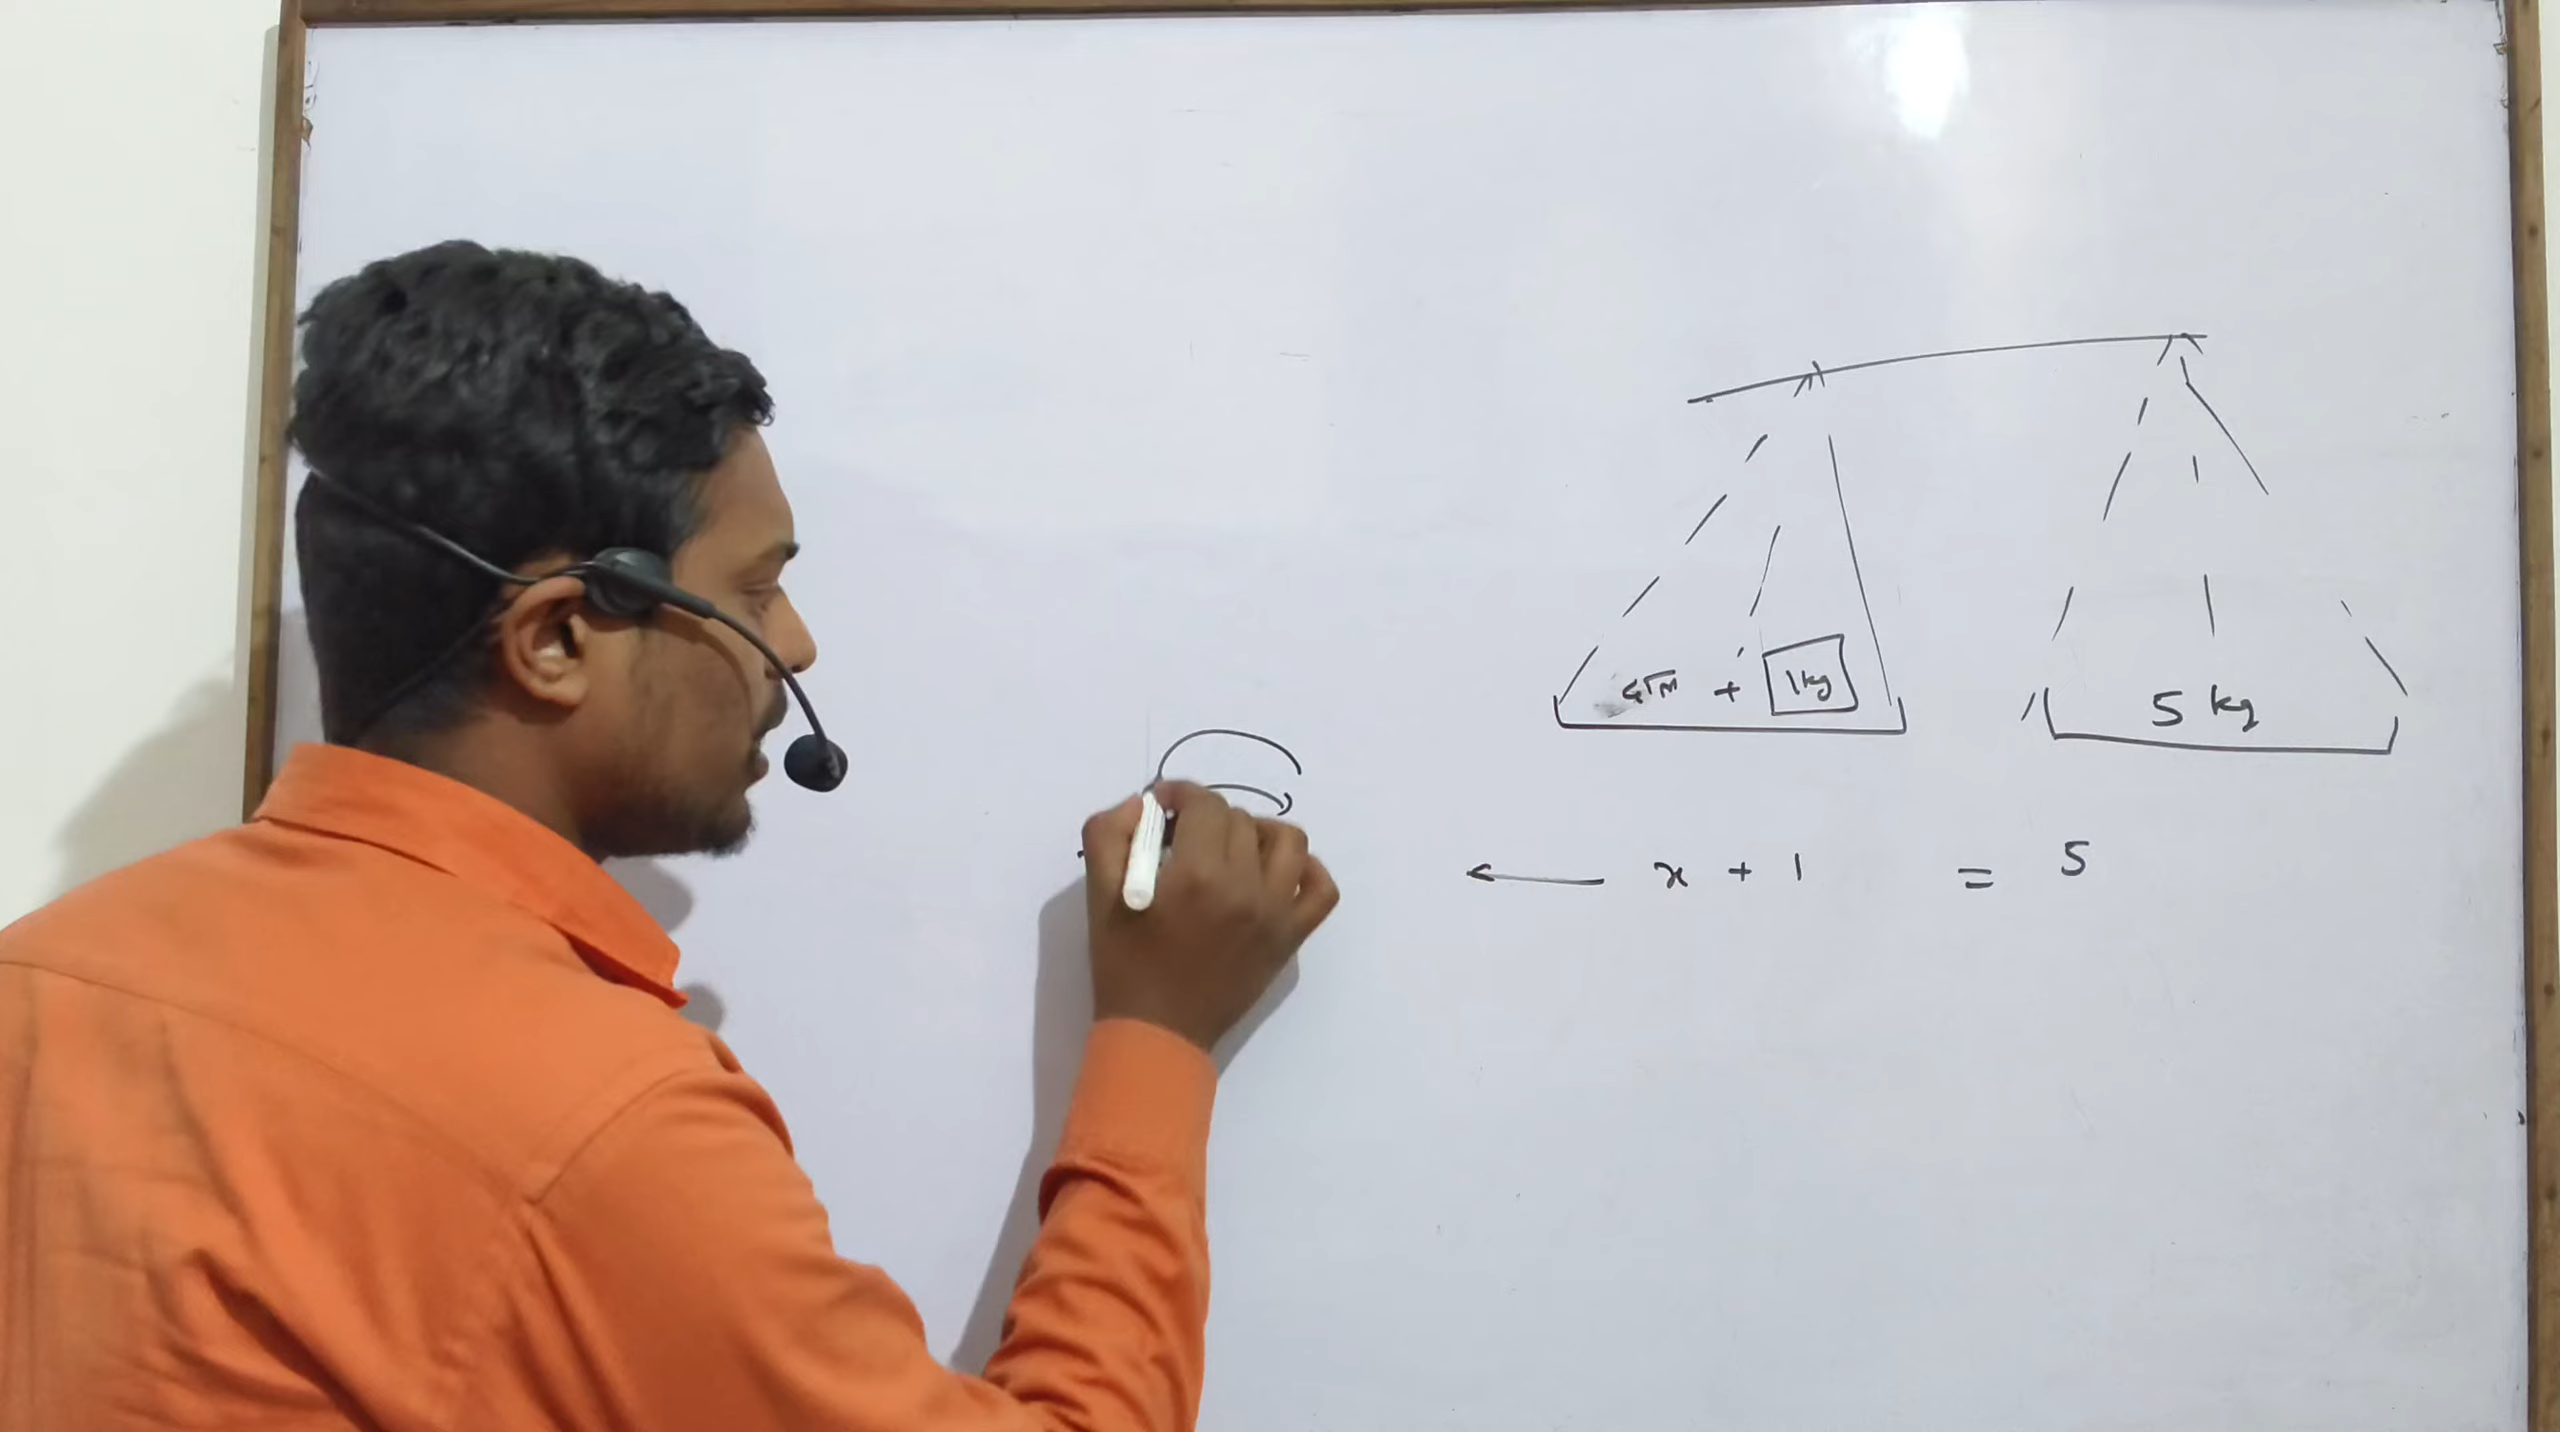 + 1kg 5 kg
x + 1 = 5